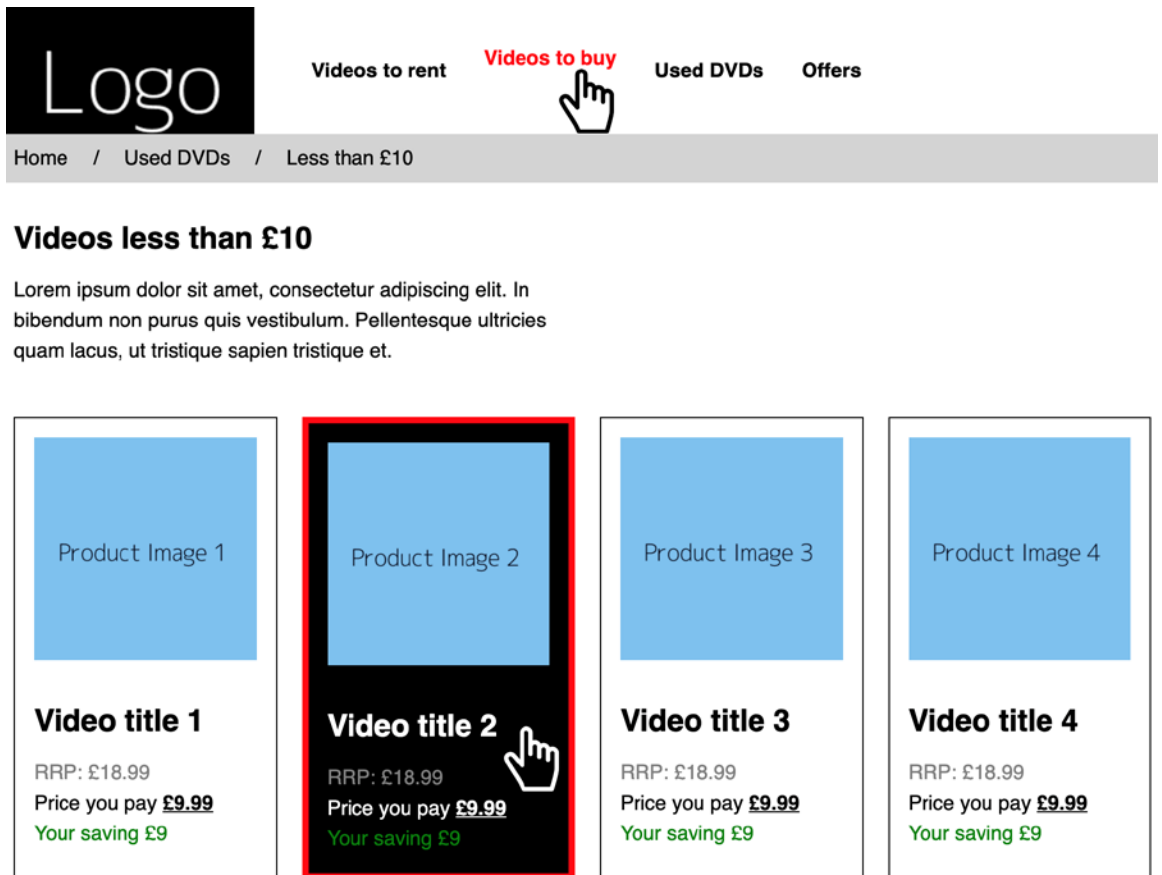 Logo
Videos to rent
Videos to buy
Used DVDs
Offers
Home / Used DVDs / Less than £10
Videos less than £10
Lorem ipsum dolor sit amet, consectetur adipiscing elit. In
bibendum non purus quis vestibulum. Pellentesque ultricies
quam lacus, ut tristique sapien tristique et.
Product Image 1
Video title 1
RRP: £18.99
Price you pay £9.99
Your saving £9
Product Image 2
Video title 2
RRP: £18.99
Price you pay £9.99
Your saving £9
Product Image 3
Video title 3
RRP: £18.99
Price you pay £9.99
Your saving £9
Product Image 4
Video title 4
RRP: £18.99
Price you pay £9.99
Your saving £9